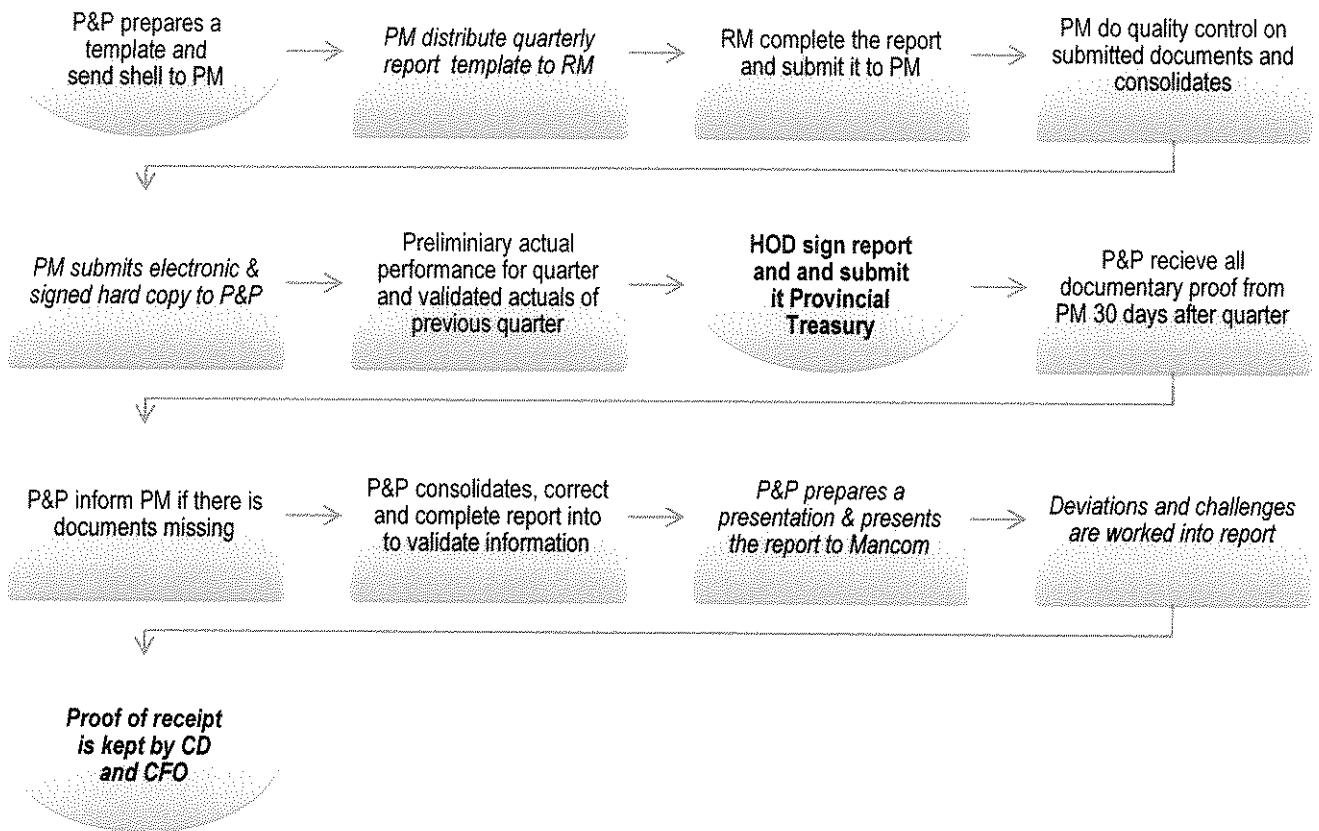 P&P prepares a
template and
send shell to PM
PM distribute quarterly
report template to RM
RM complete the report
and submit it to PM
PM do quality control on
submitted documents and
consolidates
PM submits electronic &
signed hard copy to P&P
Preliminiary actual
performance for quarter
and validated actuals of
previous quarter
HOD sign report
and and submit
it Provincial
Treasury
P&P recieve all
documentary proof from
PM 30 days after quarter
P&P inform PM if there is
documents missing
P&P consolidates, correct
and complete report into
to validate information
P&P prepares a
presentation & presents
the report to Mancom
Deviations and challenges
are worked into report
Proof of receipt
is kept by CD
and CFO